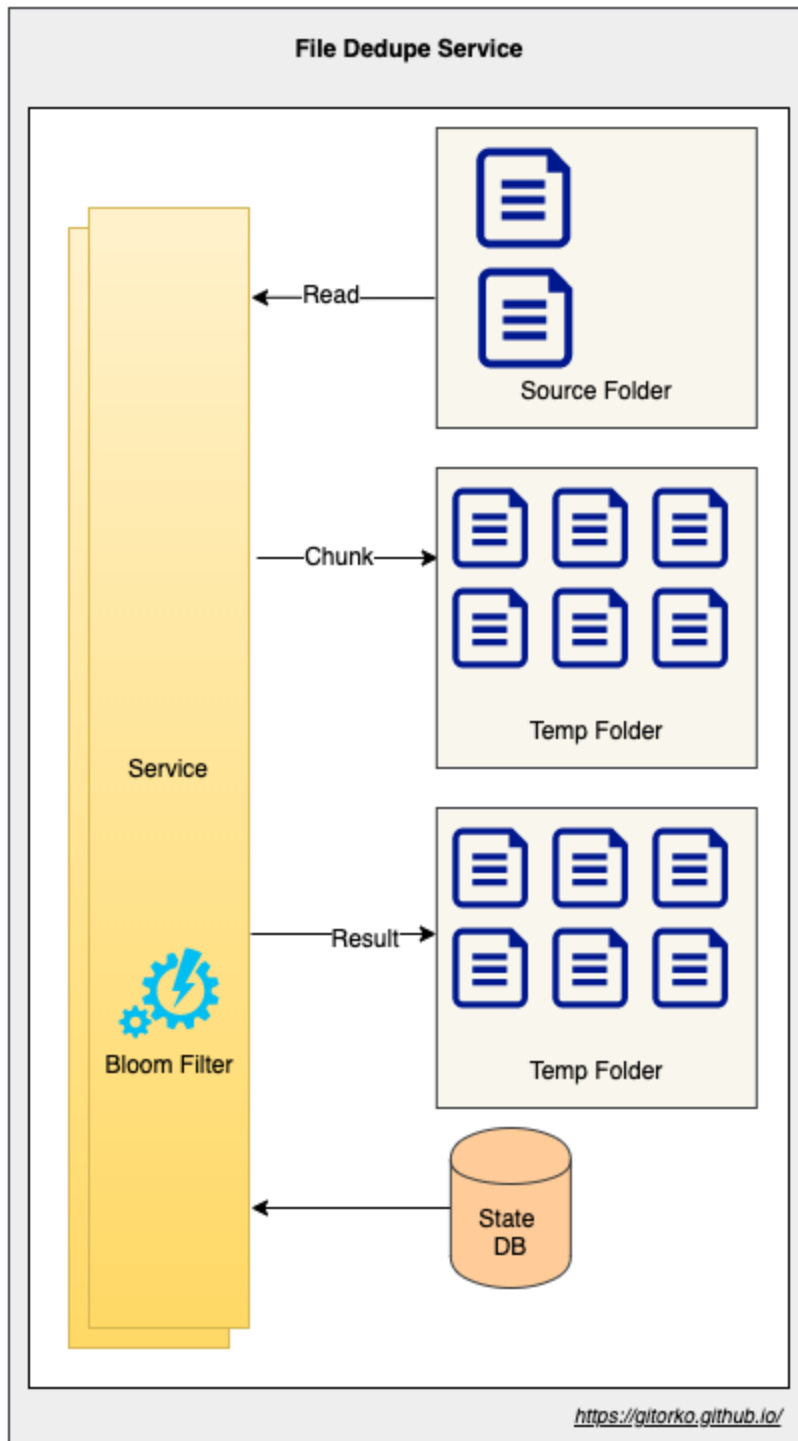 File Dedupe Service
Read
Source Folder
Chunk
Temp Folder
Service
Result
Bloom Filter
Temp Folder
State
DB
https://gitorko.github.io/